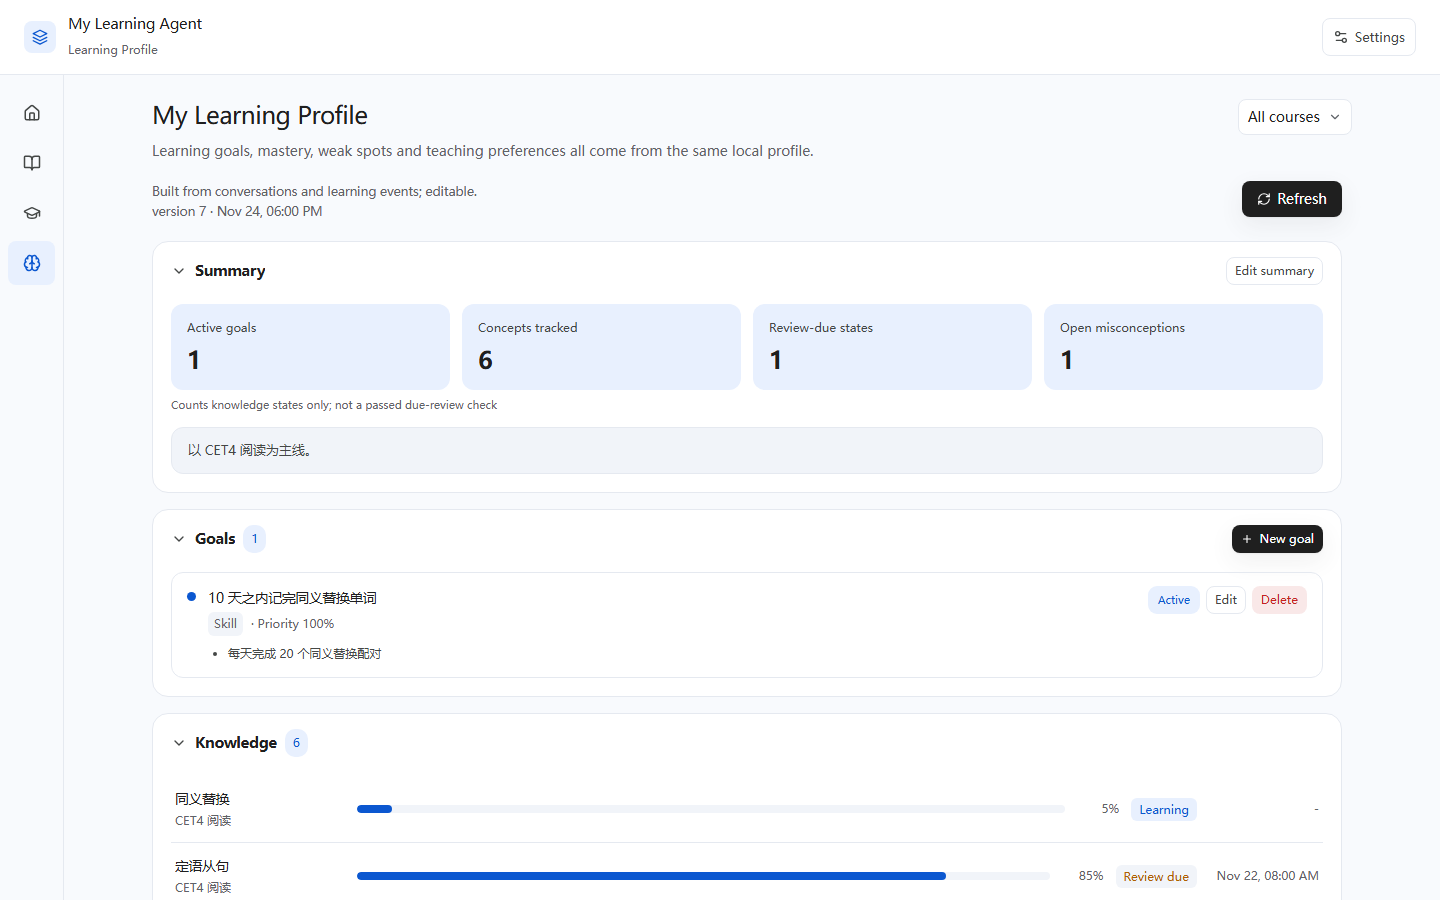 My Learning Agent
Learning Profile
Settings
My Learning Profile
All courses
Learning goals, mastery, weak spots and teaching preferences all come from the same local profile.
Built from conversations and learning events; editable.
version 7 · Nov 24, 06:00 PM
Refresh
Summary
Edit summary
Active goals
1
Concepts tracked
6
Review-due states
1
Open misconceptions
1
Counts knowledge states only; not a passed due-review check
以 CET4 阅读为主线。
Goals 1
+ New goal
10 天之内记完同义替换单词
Active
Edit
Delete
Skill · Priority 100%
• 每天完成 20 个同义替换配对
Knowledge 6
同义替换
CET4 阅读
5%
Learning
-
定语从句
CET4 阅读
85%
Review due
Nov 22, 08:00 AM